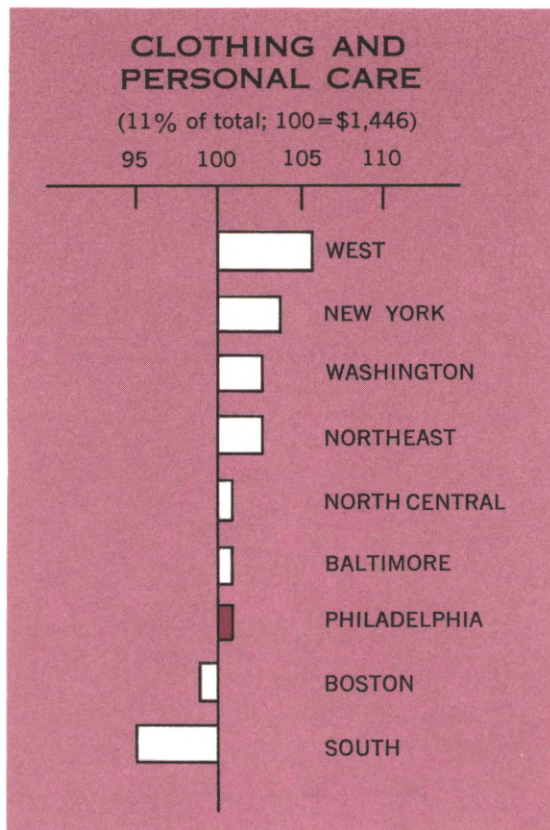 CLOTHING AND
PERSONAL CARE
(11% of total; 100=$1,446)
95 100 105 110
WEST
NEW YORK
WASHINGTON
NORTHEAST
NORTH CENTRAL
BALTIMORE
PHILADELPHIA
BOSTON
SOUTH